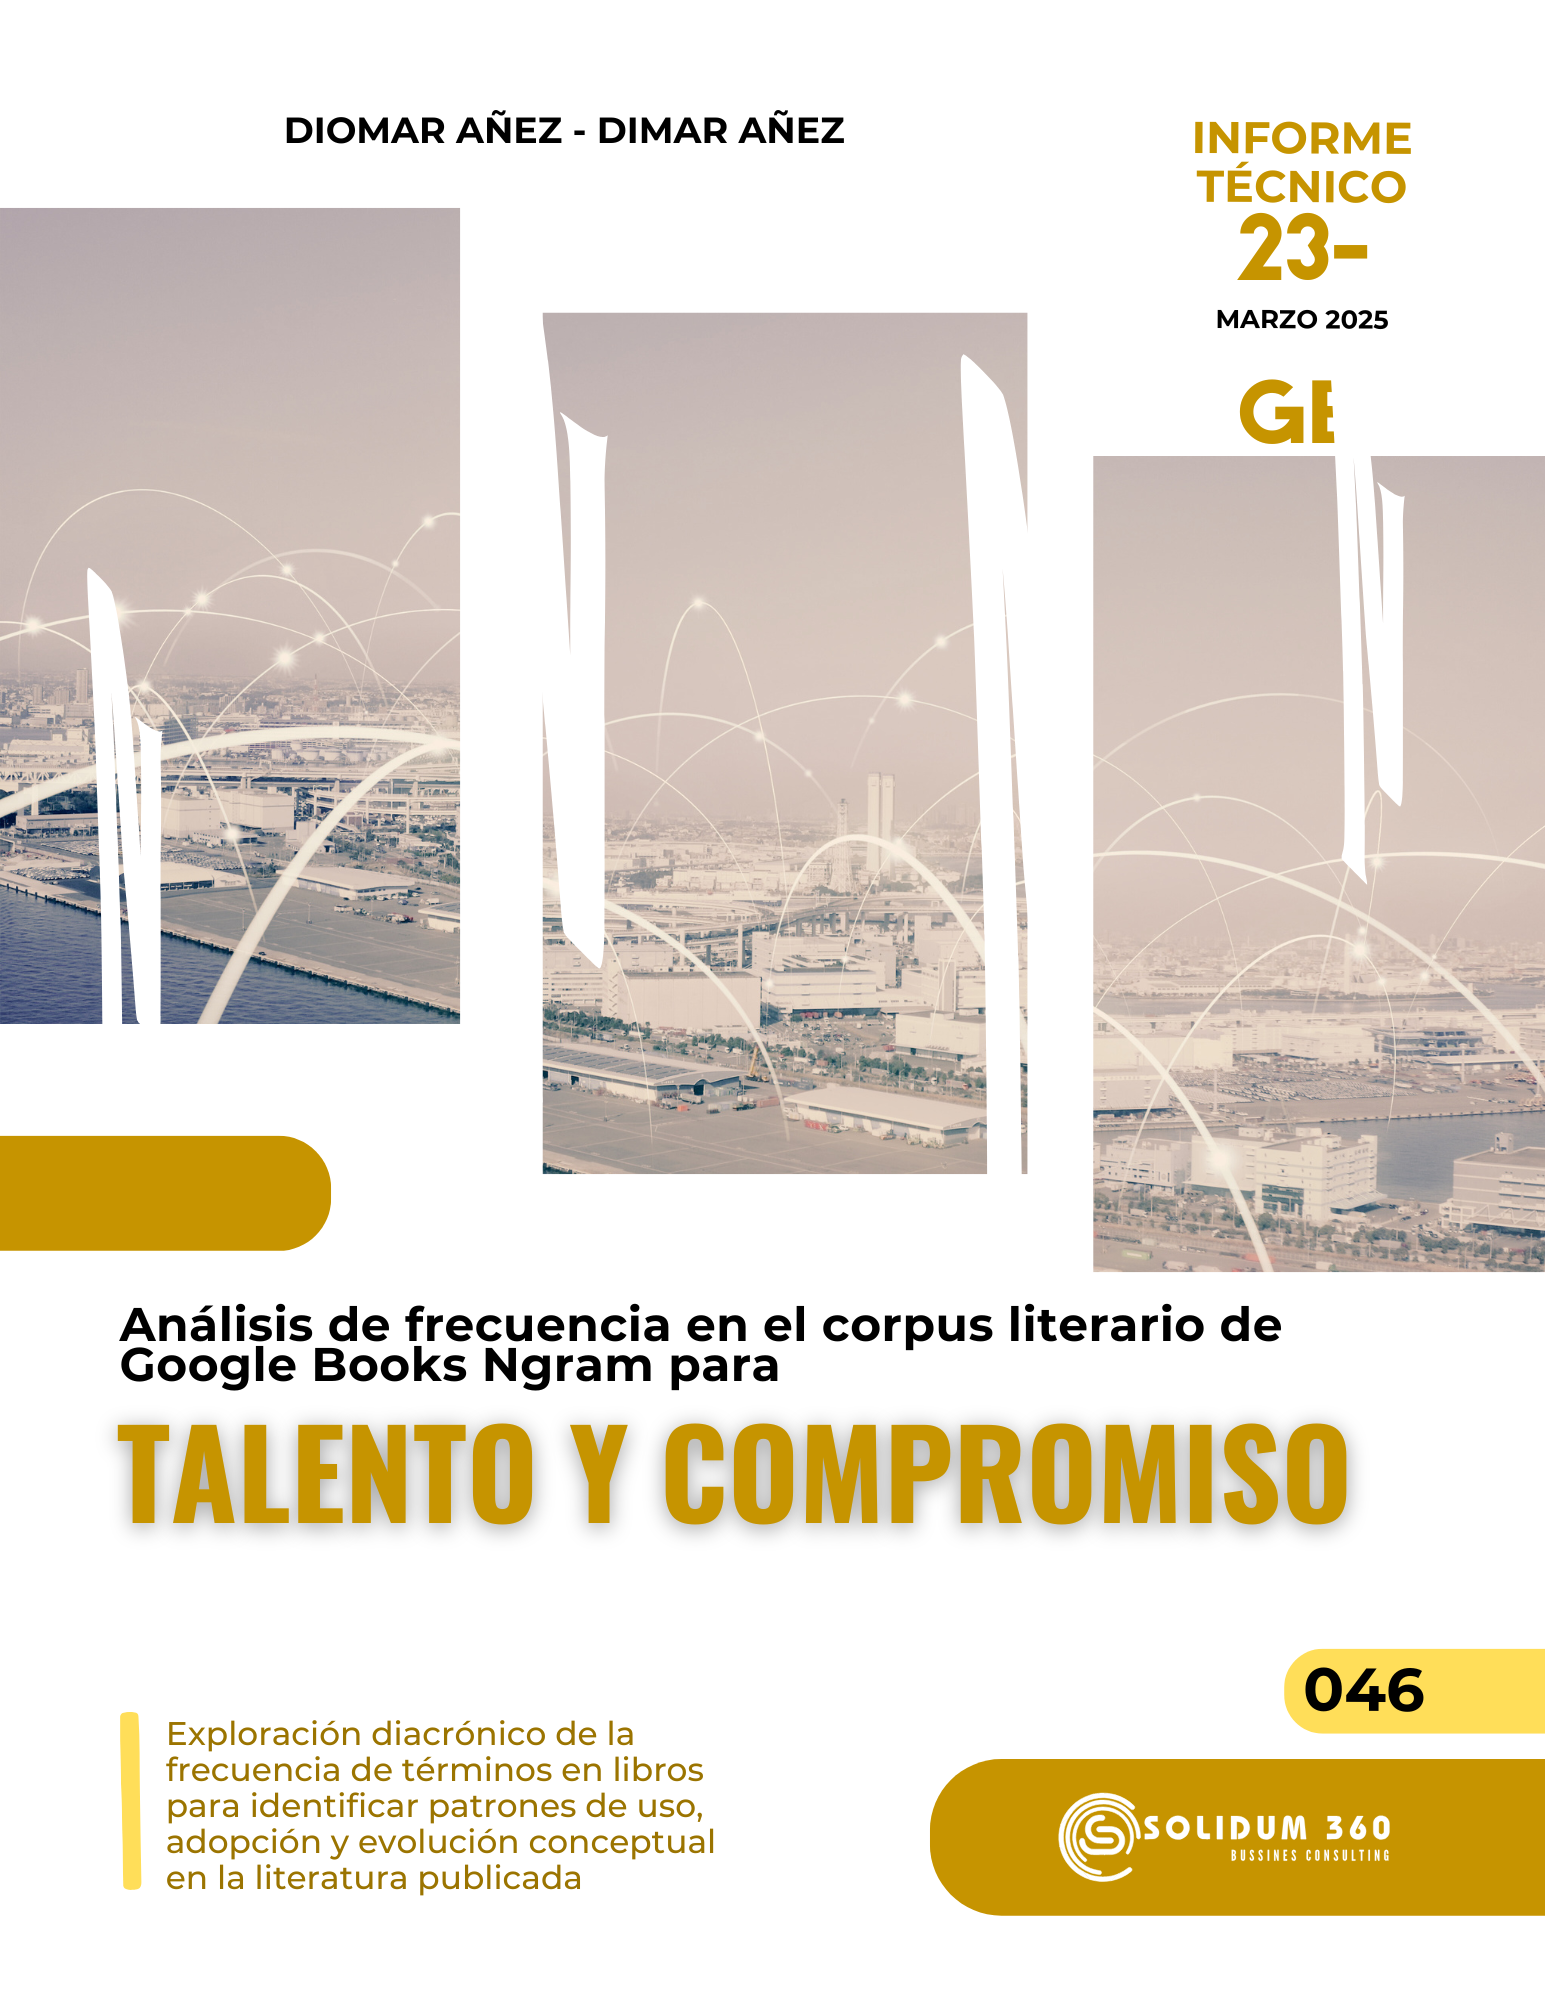 DIOMAR AÑEZ - DIMAR AÑEZ
INFORME
TÉCNICO
23-
MARZO 2025
Análisis de frecuencia en el corpus literario de
Google Books Ngram para
TALENTO Y COMPROMISO
046
Exploración diacrónico de la
frecuencia de términos en libros
para identificar patrones de uso,
adopción y evolución conceptual
en la literatura publicada
SOLIDUM 360
BUSSINES CONSULTING